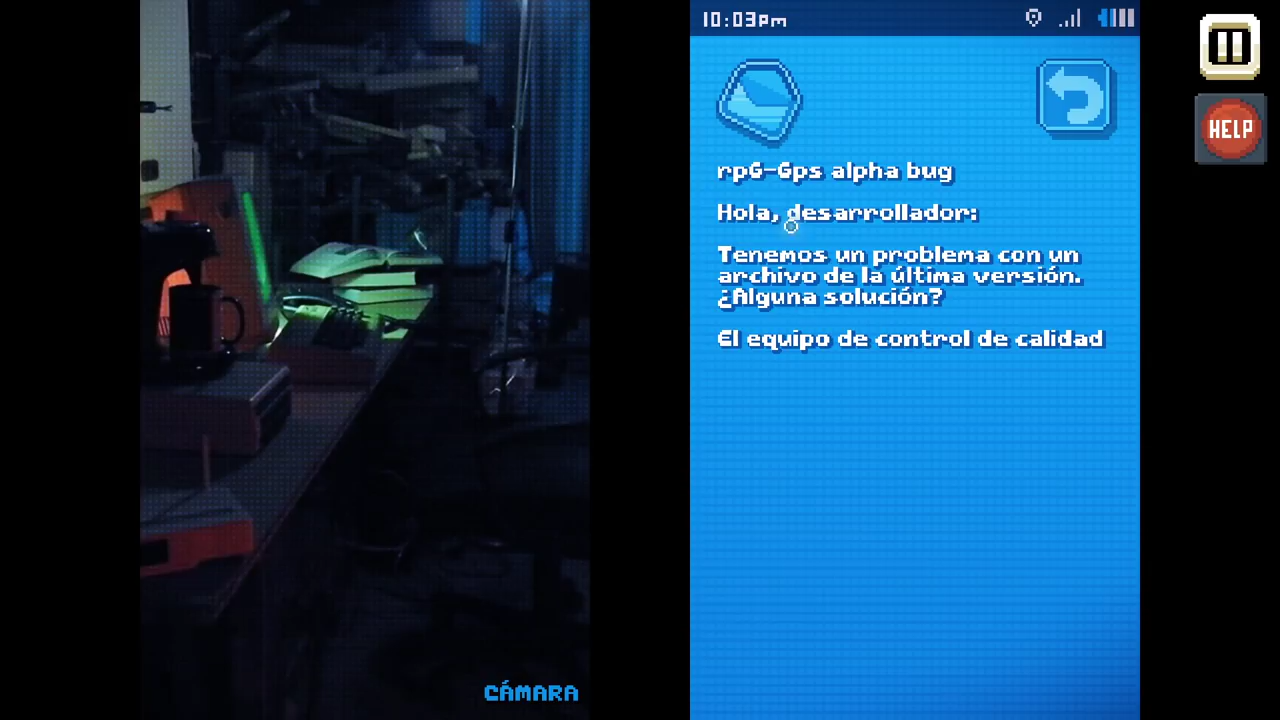 10:03pm
HELP
rpG-Gps alpha bug
Hola, desarrollador:
Tenemos un problema con un
archivo de la última versión.
¿Alguna solución?
El equipo de control de calidad
CÁMARA